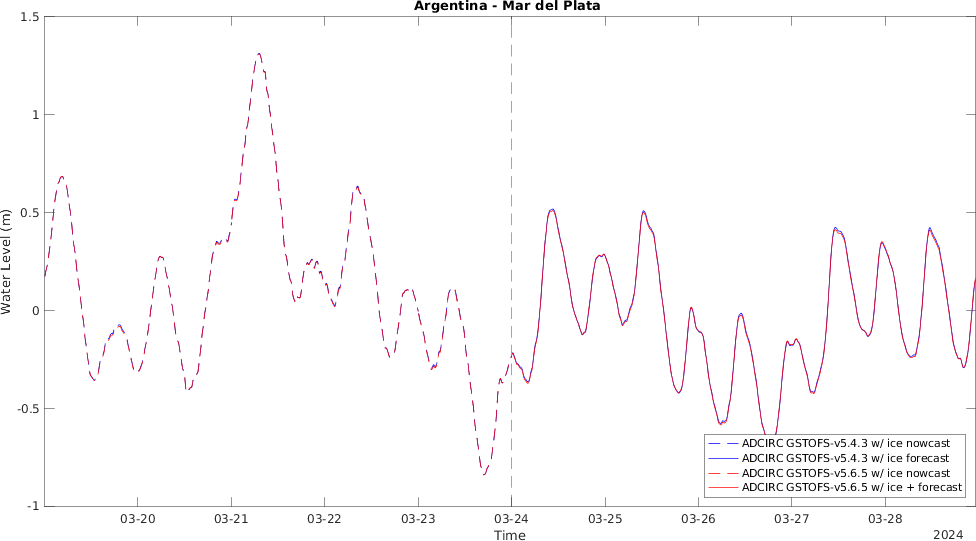 Argentina - Mar del Plata
1.5
1
0.5
0
-0.5
-1
Water Level (m)
ADCIRC GSTOFS-v5.4.3 w/ ice nowcast
ADCIRC GSTOFS-v5.4.3 w/ ice forecast
ADCIRC GSTOFS-v5.6.5 w/ ice nowcast
ADCIRC GSTOFS-v5.6.5 w/ ice + forecast
03-20 03-21 03-22 03-23 03-24 03-25 03-26 03-27 03-28
Time
2024